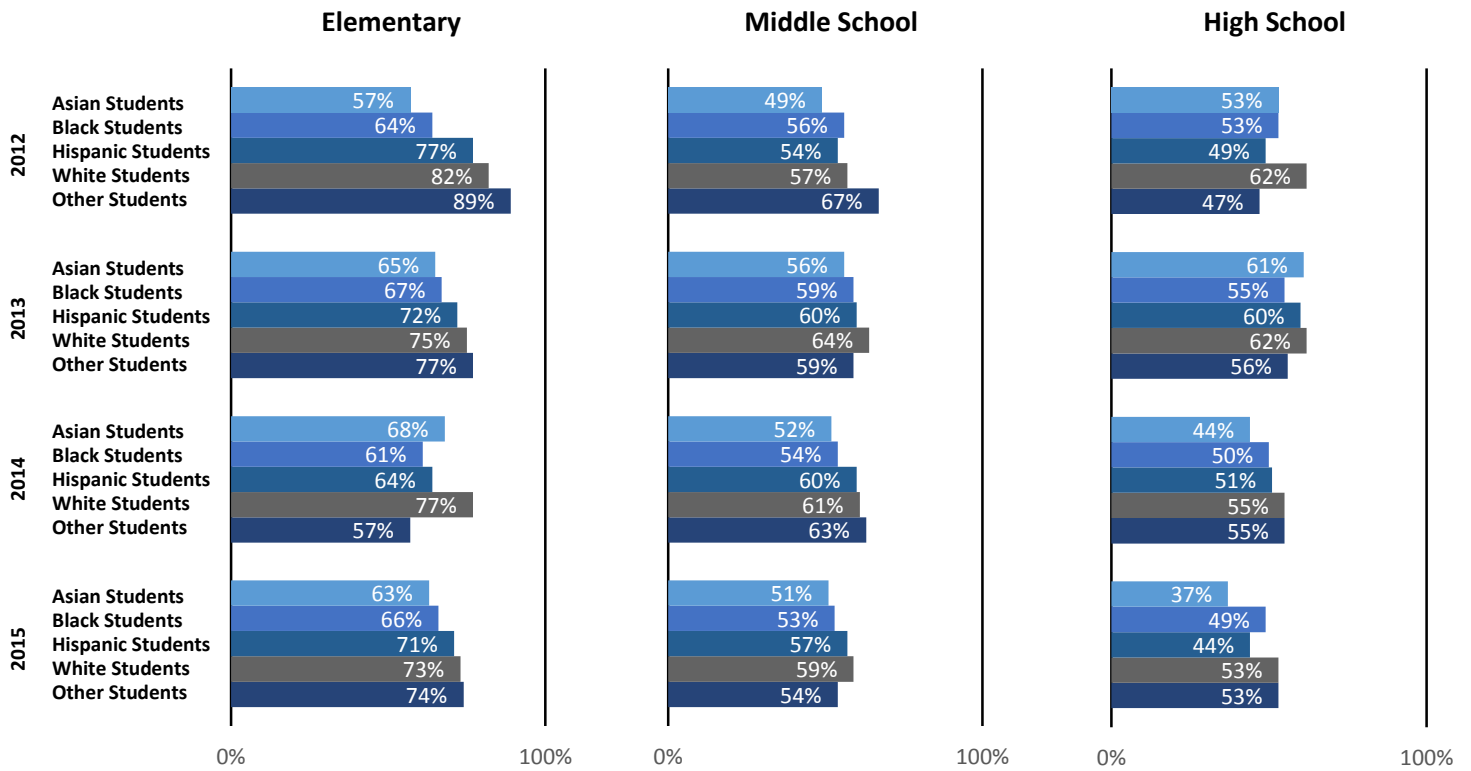 Elementary Middle School High School
2012
Asian Students 57% 49% 53%
Black Students 64% 56% 53%
Hispanic Students 77% 54% 49%
White Students 82% 57% 62%
Other Students 89% 67% 47%
2013
Asian Students 65% 56% 61%
Black Students 67% 59% 55%
Hispanic Students 72% 60% 60%
White Students 75% 64% 62%
Other Students 77% 59% 56%
2014
Asian Students 68% 52% 44%
Black Students 61% 54% 50%
Hispanic Students 64% 60% 51%
White Students 77% 61% 55%
Other Students 57% 63% 55%
2015
Asian Students 63% 51% 37%
Black Students 66% 53% 49%
Hispanic Students 71% 57% 44%
White Students 73% 59% 53%
Other Students 74% 54% 53%
0% 100% 0% 100% 0% 100%